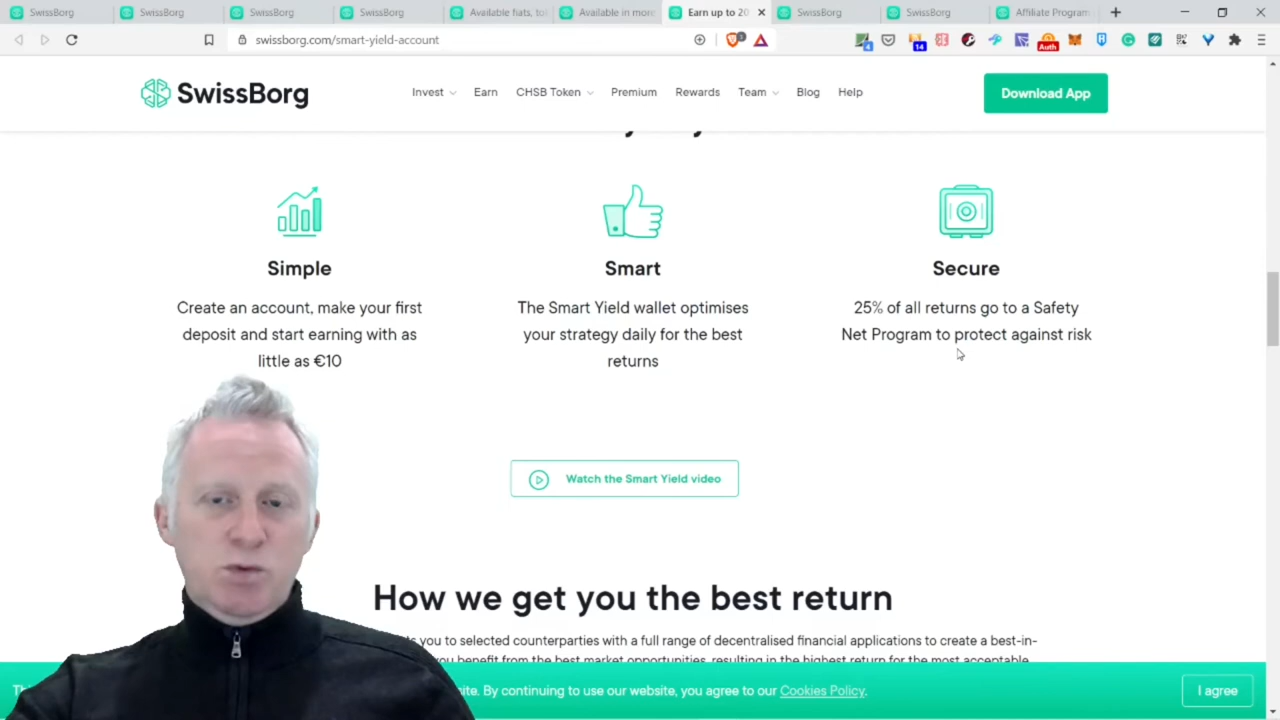 SwissBorg
SwissBorg
SwissBorg
SwissBorg
Available fiats, to
Available in more
Earn up to 20
SwissBorg
SwissBorg
Affiliate Program
swissborg.com/smart-yield-account
1
4
14
Auth
SwissBorg
Invest
Earn
CHSB Token
Premium
Rewards
Team
Blog
Help
Download App
Simple
Create an account, make your first
deposit and start earning with as
little as €10
Smart
The Smart Yield wallet optimises
your strategy daily for the best
returns
Secure
25% of all returns go to a Safety
Net Program to protect against risk
Watch the Smart Yield video
How we get you the best return
you to selected counterparties with a full range of decentralised financial applications to create a best-in-
you benefit from the best market opportunities, resulting in the highest return for the most acceptable
By continuing to use our website, you agree to our Cookies Policy.
I agree